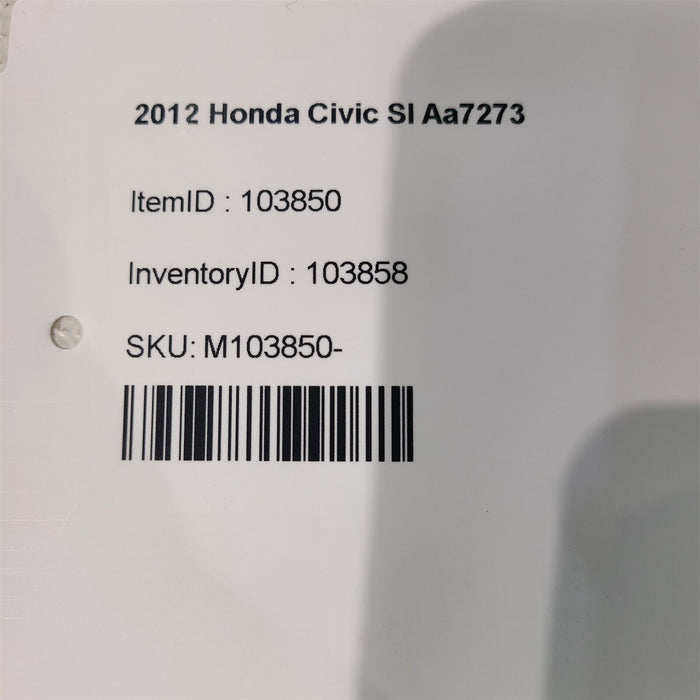 2012 Honda Civic SI Aa7273
ItemID : 103850
InventoryID : 103858
SKU: M103850-